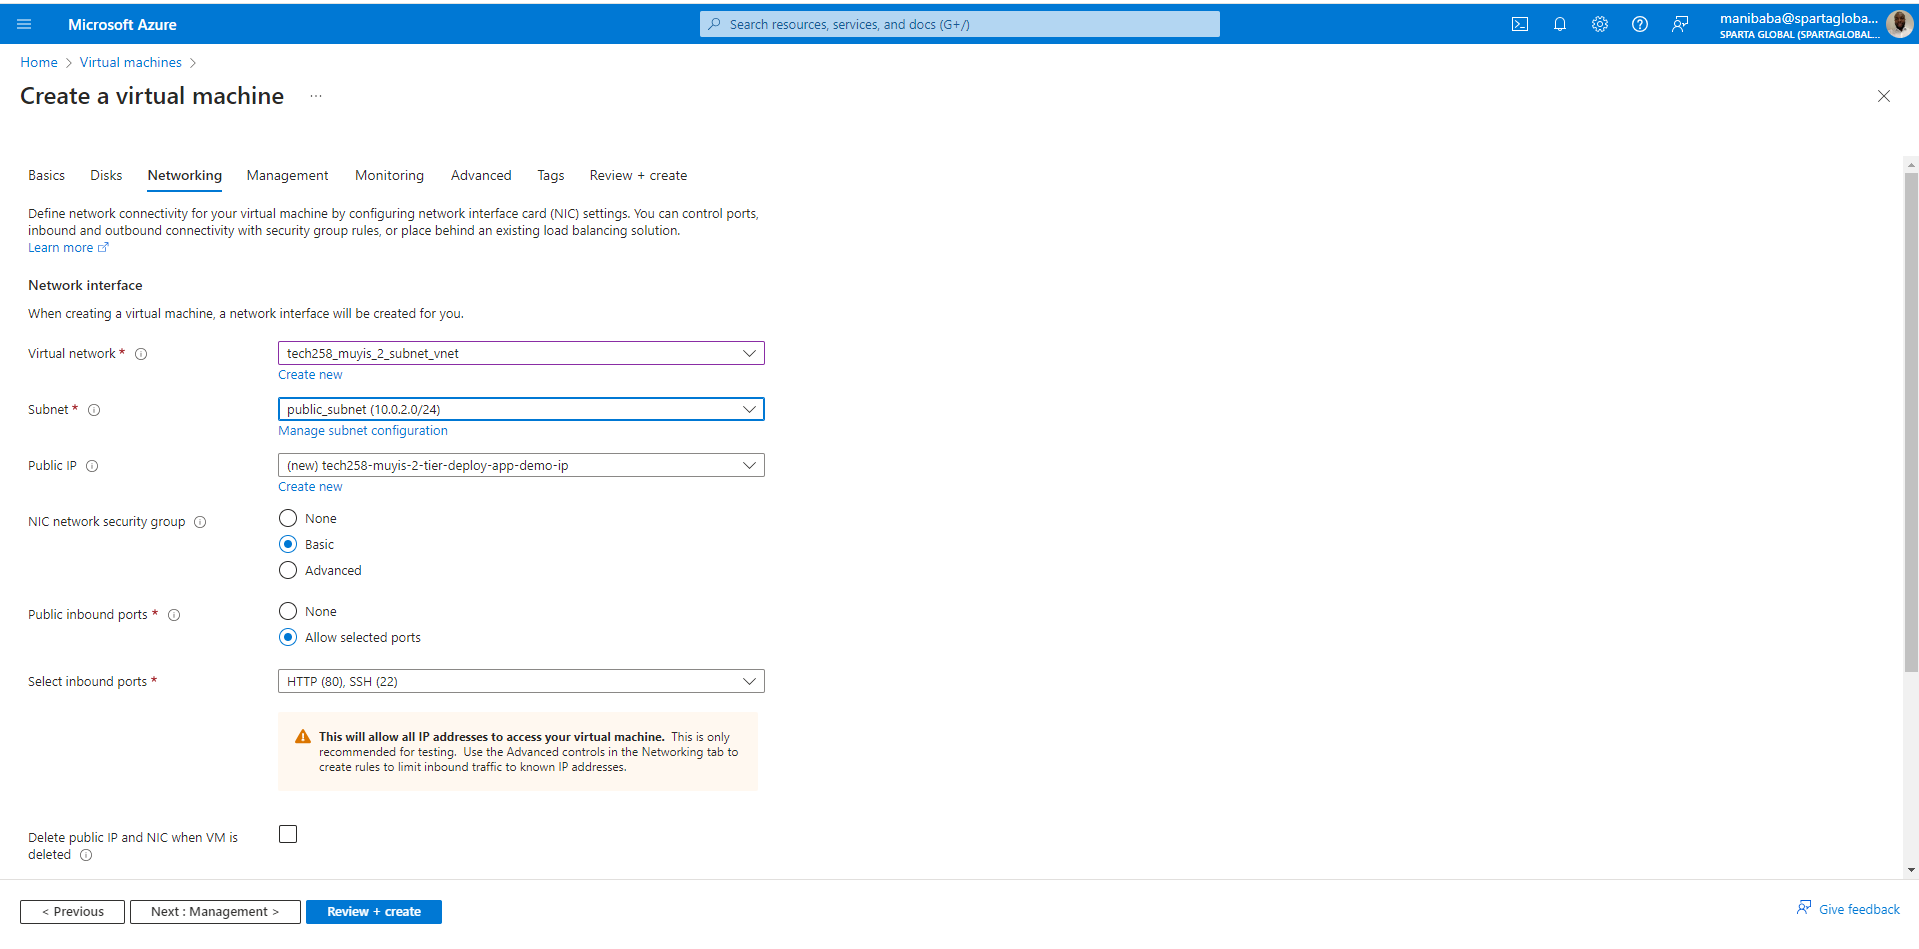 Microsoft Azure
Search resources, services, and docs (G+/)
manibaba@spartagloba...
SPARTA GLOBAL (SPARTAGLOBAL...
Home > Virtual machines >
Create a virtual machine ...
Basics Disks Networking Management Monitoring Advanced Tags Review + create
Define network connectivity for your virtual machine by configuring network interface card (NIC) settings. You can control ports,
inbound and outbound connectivity with security group rules, or place behind an existing load balancing solution.
Learn more
Network interface
When creating a virtual machine, a network interface will be created for you.
Virtual network *
tech258_muyis_2_subnet_vnet
Create new
Subnet *
public_subnet (10.0.2.0/24)
Manage subnet configuration
Public IP
(new) tech258-muyis-2-tier-deploy-app-demo-ip
Create new
NIC network security group
None
Basic
Advanced
Public inbound ports *
None
Allow selected ports
Select inbound ports *
HTTP (80), SSH (22)
This will allow all IP addresses to access your virtual machine. This is only
recommended for testing. Use the Advanced controls in the Networking tab to
create rules to limit inbound traffic to known IP addresses.
Delete public IP and NIC when VM is
deleted
< Previous
Next : Management >
Review + create
Give feedback